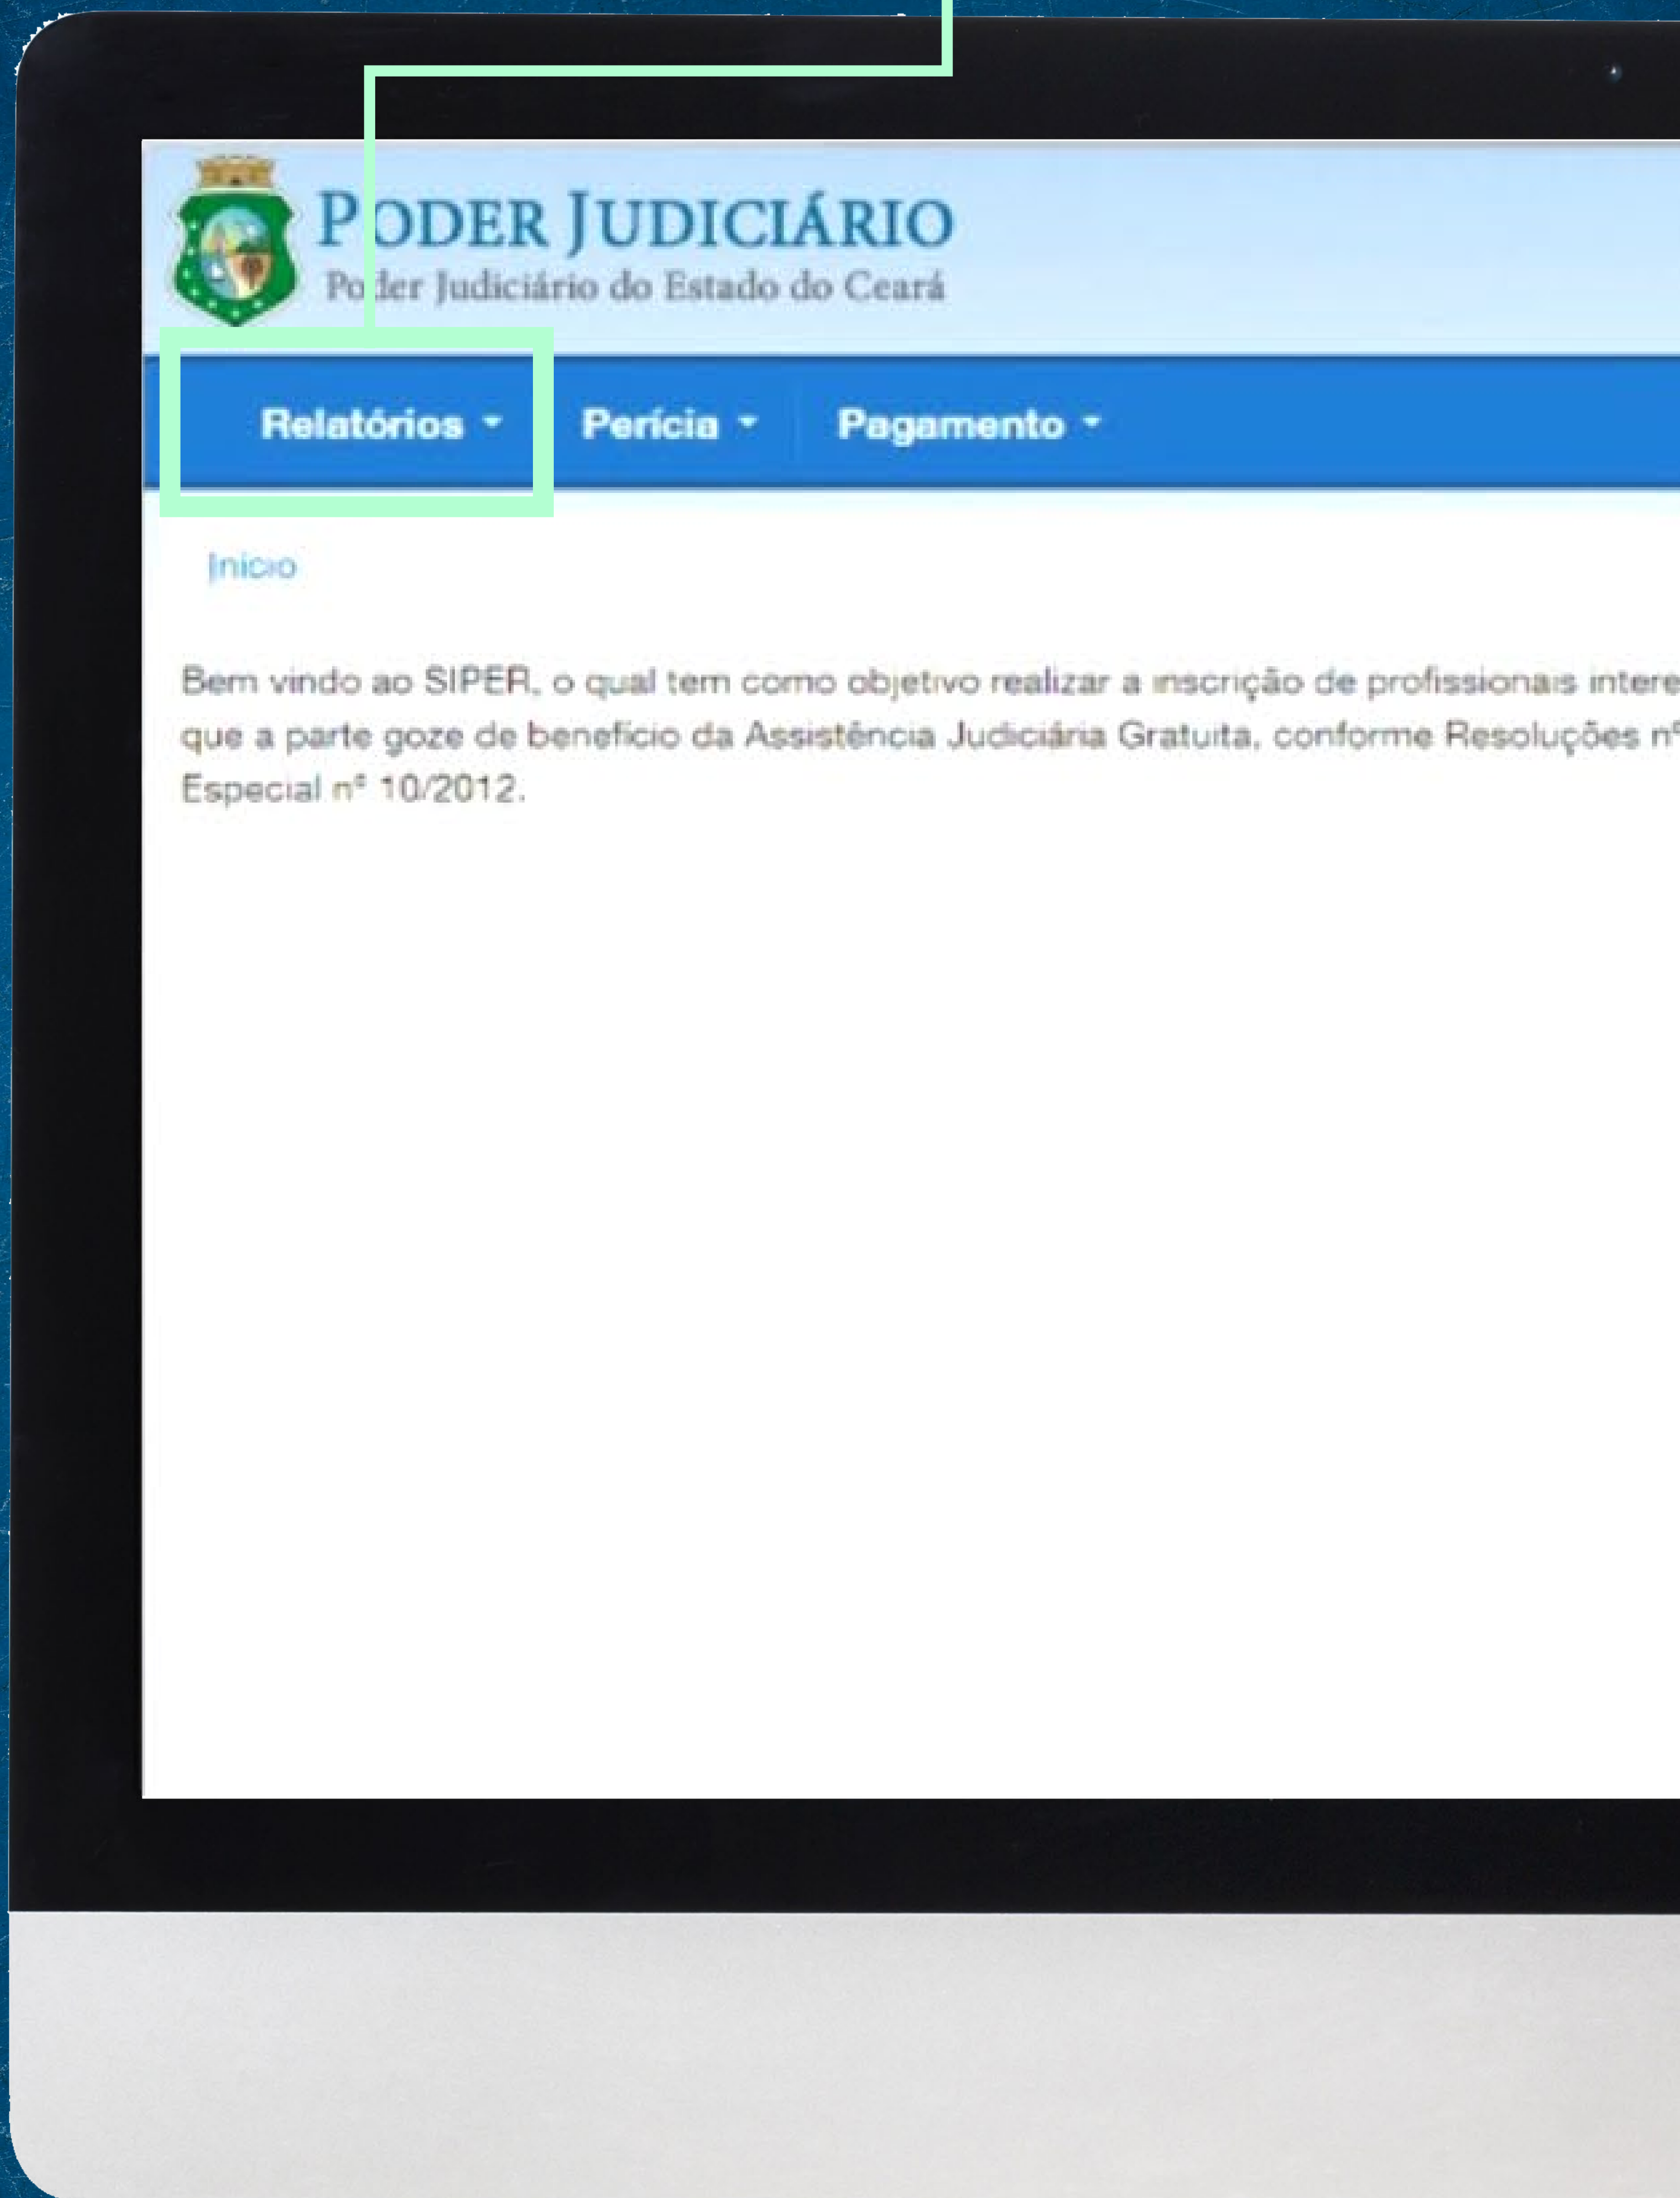 PODER JUDICIÁRIO
Poder Judiciário do Estado do Ceará
Relatórios
Perícia
Pagamento
Início
Bem vindo ao SIPER, o qual tem como objetivo realizar a inscrição de profissionais intere
que a parte goze de benefício da Assistência Judiciária Gratuita, conforme Resoluções nº
Especial nº 10/2012.